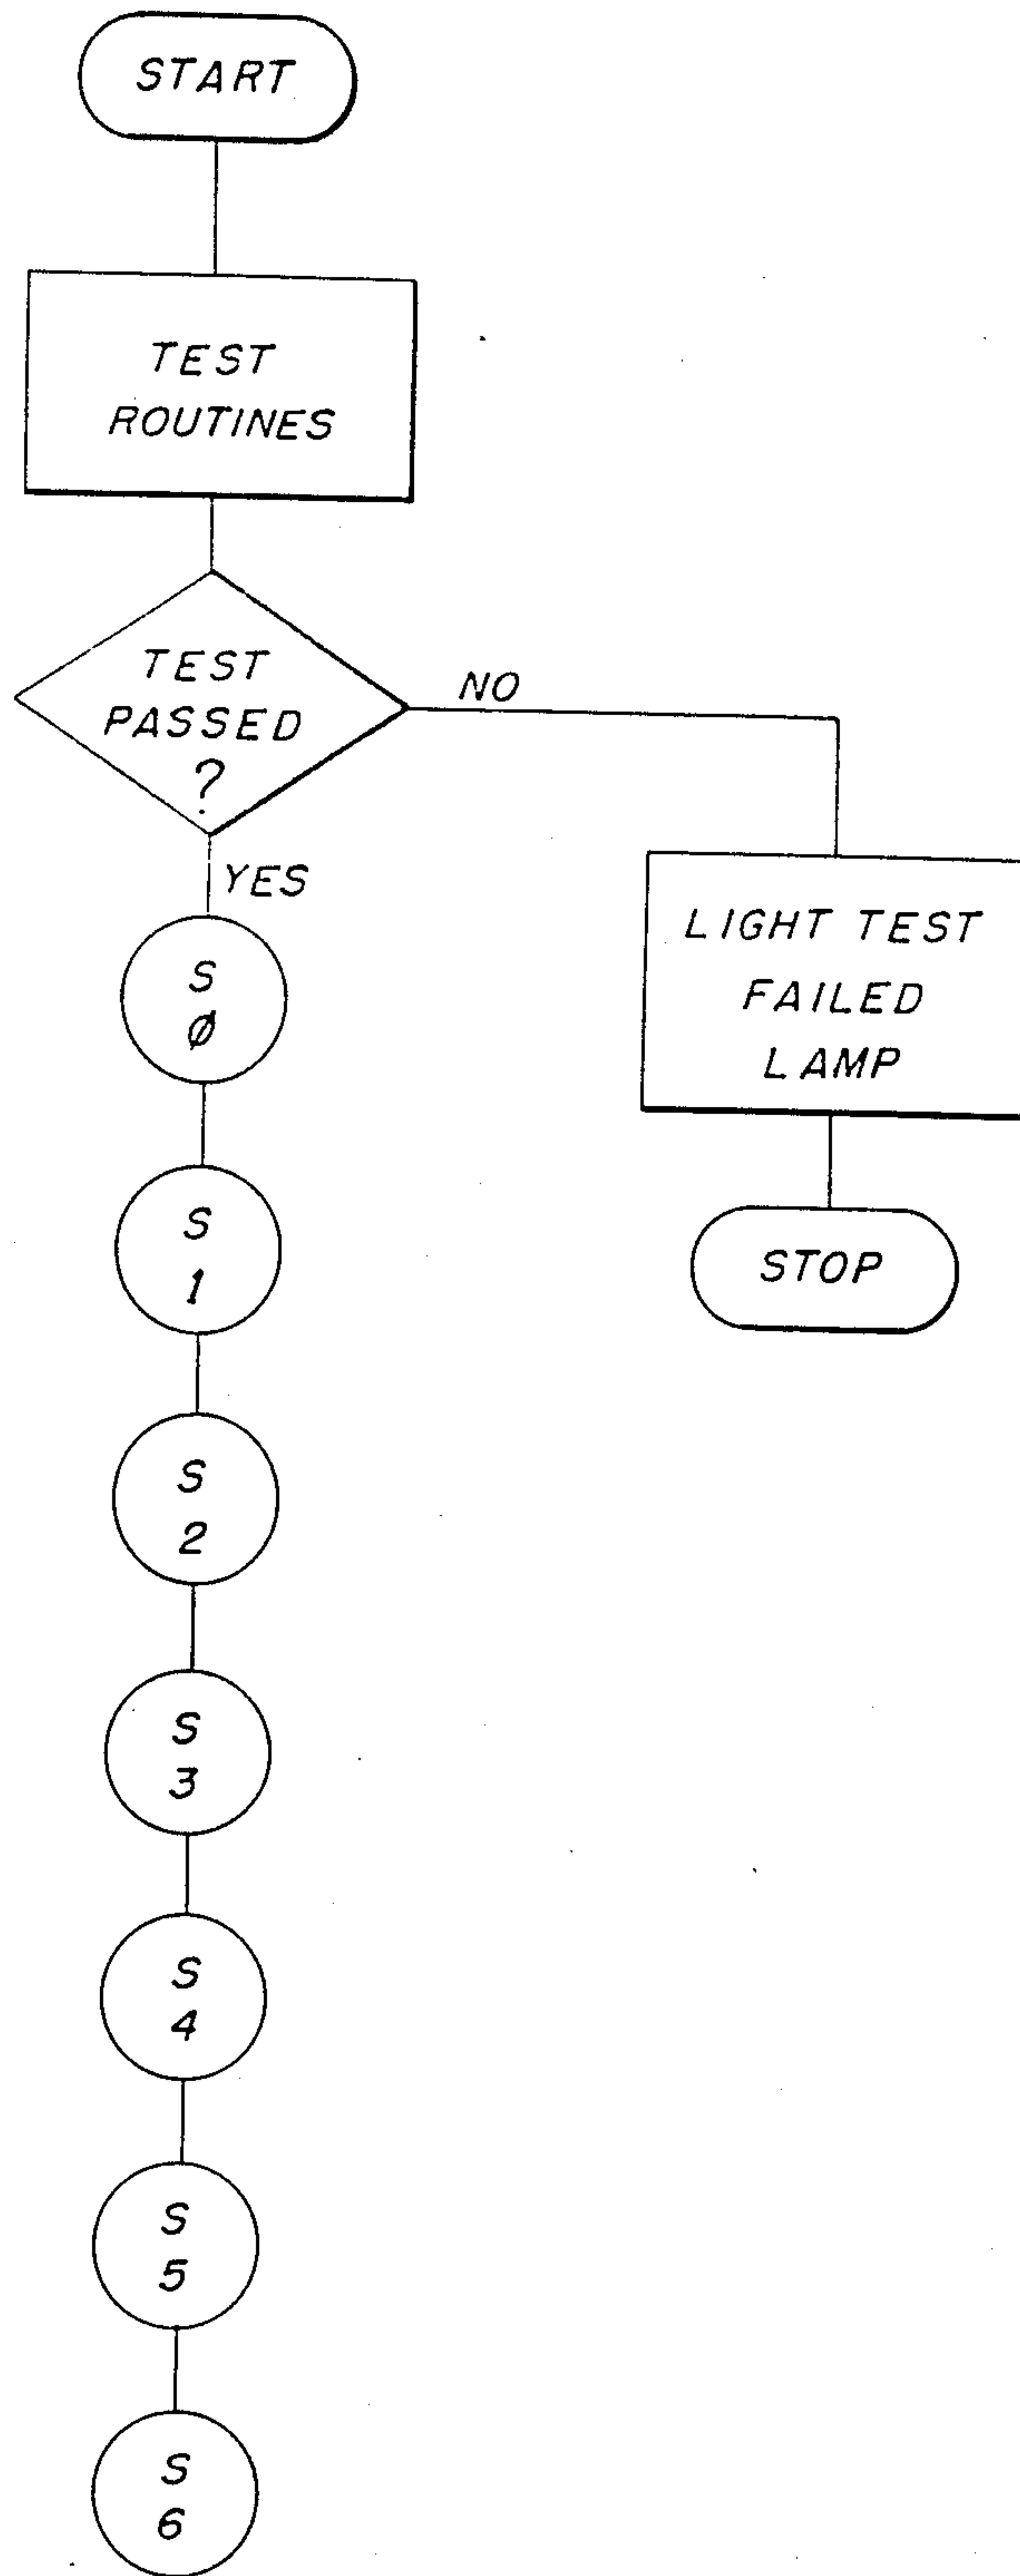 START
TEST
ROUTINES
TEST
PASSED
?
NO
YES
LIGHT TEST
FAILED
LAMP
STOP
S
Ø
S
1
S
2
S
3
S
4
S
5
S
6